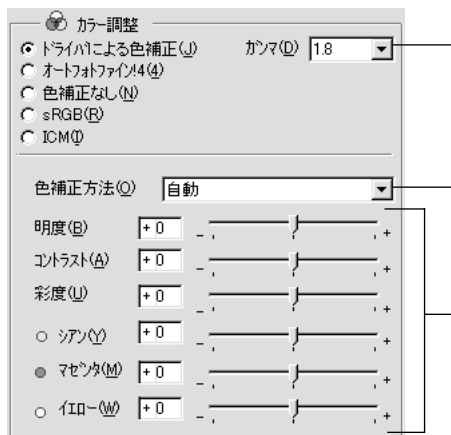 カラー調整
ドライバによる色補正(J) ガンマ(D) 1.8
オートフォトファイン!4(4)
色補正なし(N)
sRGB(R)
ICM(I)
色補正方法(O) 自動
明度(B) +0 - +
コントラスト(A) +0 - +
彩度(U) +0 - +
シアン(Y) +0 - +
マゼンタ(M) +0 - +
イエロー(W) +0 - +